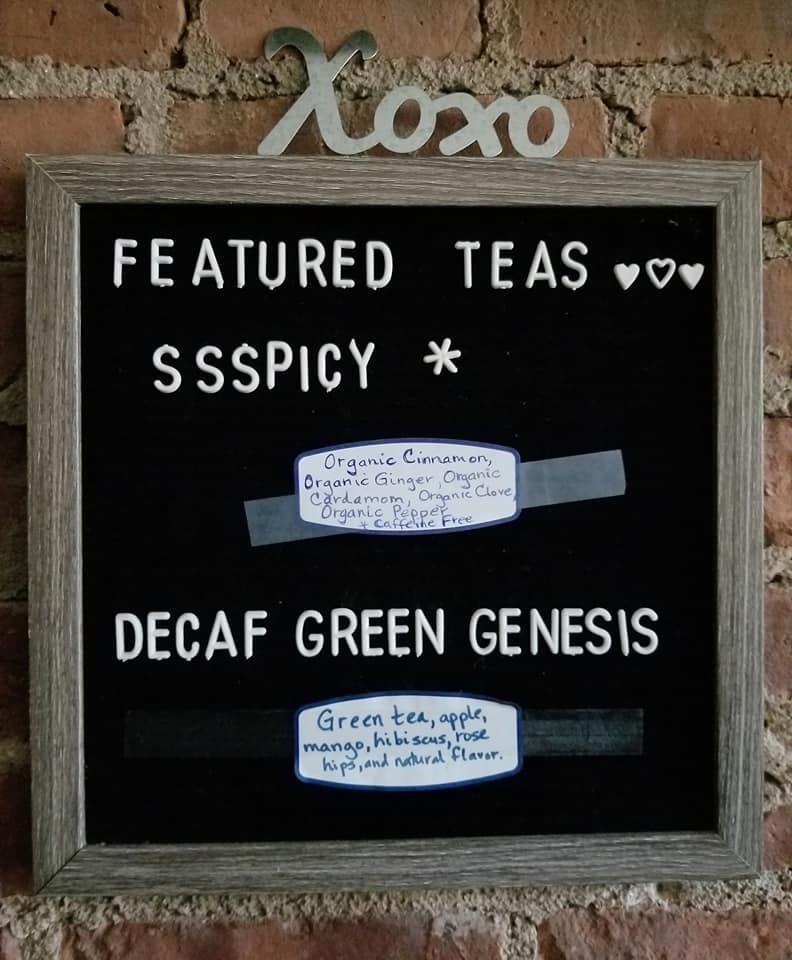 Xoxo
FEATURED TEAS ♥♡♥
SSSPICY *
Organic Cinnamon,
Organic Ginger, Organic
Cardamom, Organic Clove,
Organic Pepper
* Caffeine Free
DECAF GREEN GENESIS
Green tea, apple,
mango, hibiscus, rose
hips, and natural flavor.